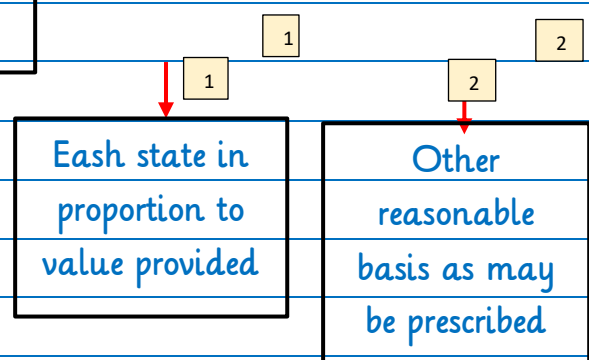 1
2
1
2
Eash state in
proportion to
value provided
Other
reasonable
basis as may
be prescribed